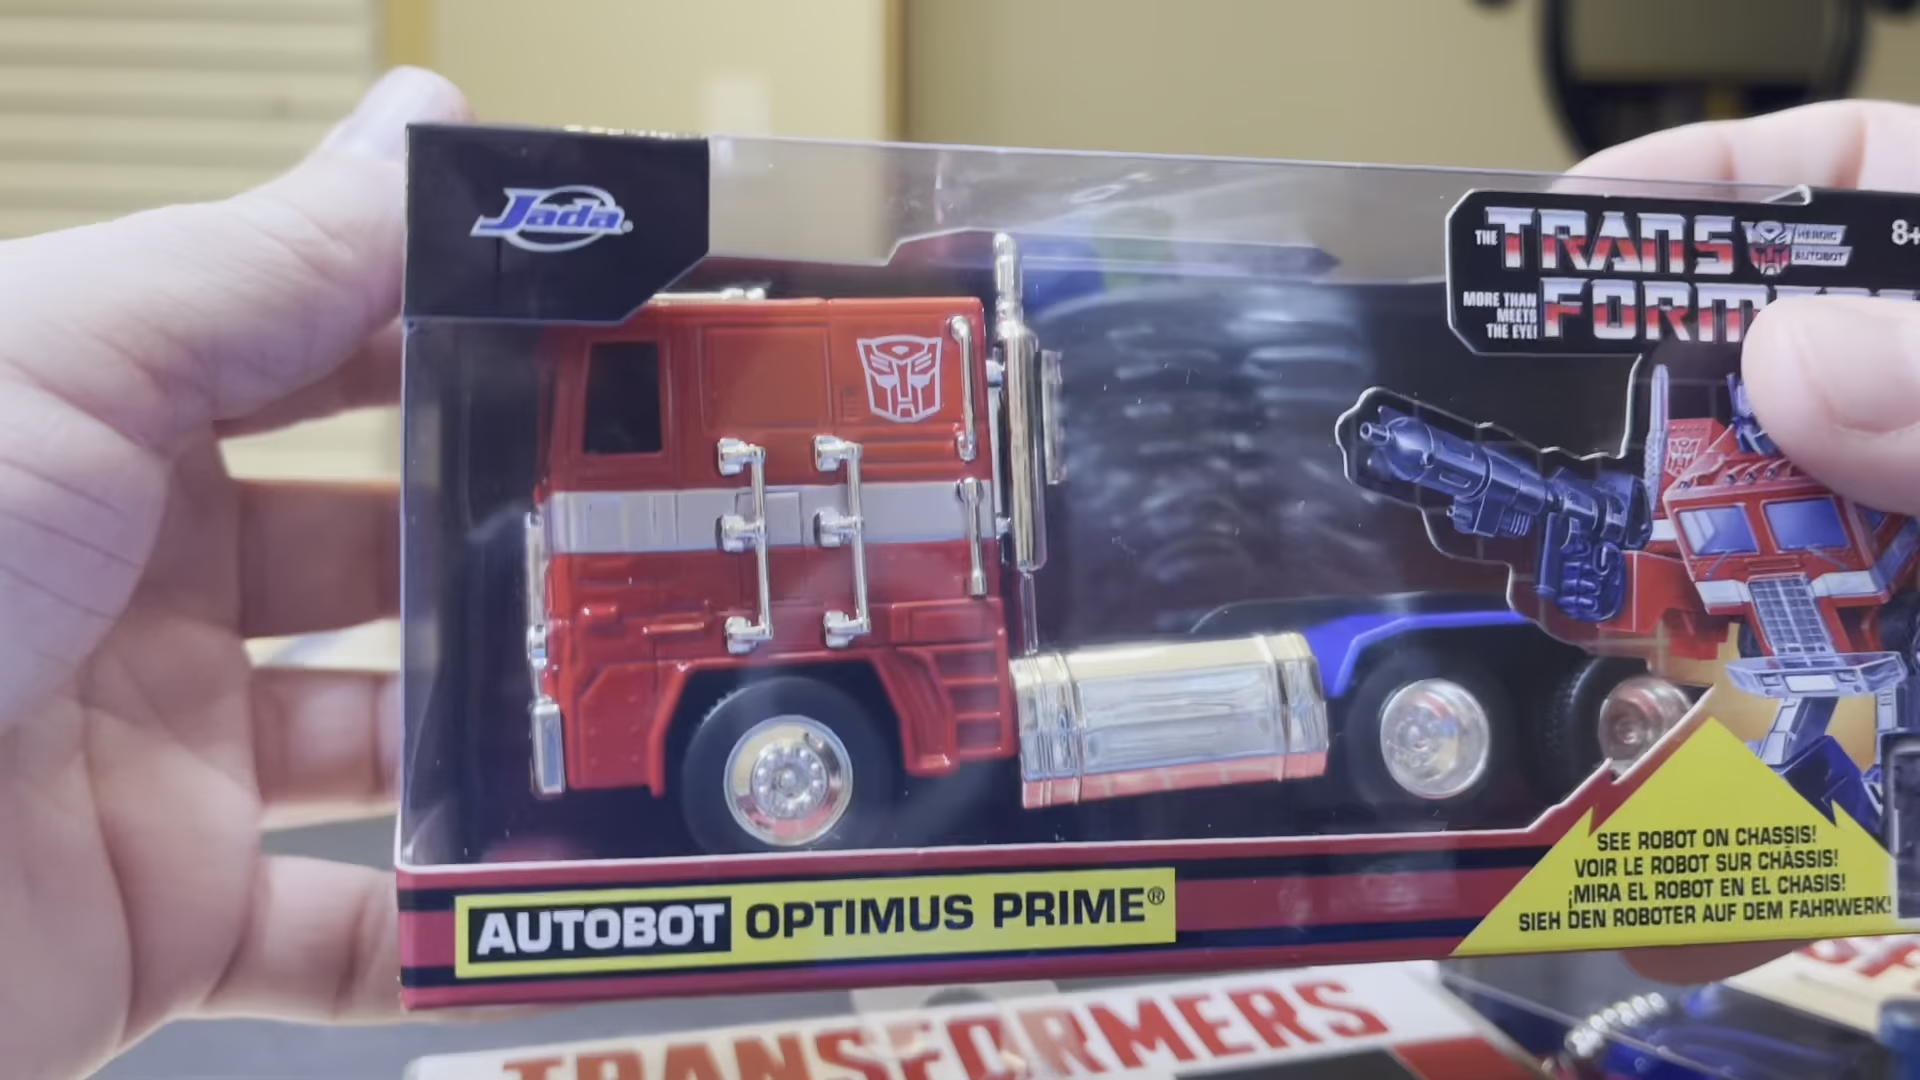 Jada
THE TRANS
HEROIC
AUTOBOT
8+
MORE THAN
MEETS
THE EYE!
FORM
SEE ROBOT ON CHASSIS!
VOIR LE ROBOT SUR CHÂSSIS!
¡MIRA EL ROBOT EN EL CHASIS!
SIEH DEN ROBOTER AUF DEM FAHRWERK!
AUTOBOT OPTIMUS PRIME®
TRANSFORMERS